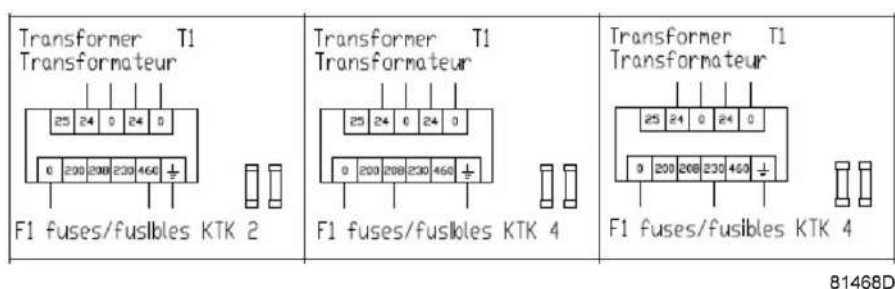 Transformer T1
Transformateur
25 24 0 24 0
0 200 208 230 460
F1 fuses/fusibles KTK 2
Transformer T1
Transformateur
25 24 0 24 0
0 200 208 230 460
F1 fuses/fusibles KTK 4
Transformer T1
Transformateur
25 24 0 24 0
0 200 208 230 460
F1 fuses/fusibles KTK 4
81468D